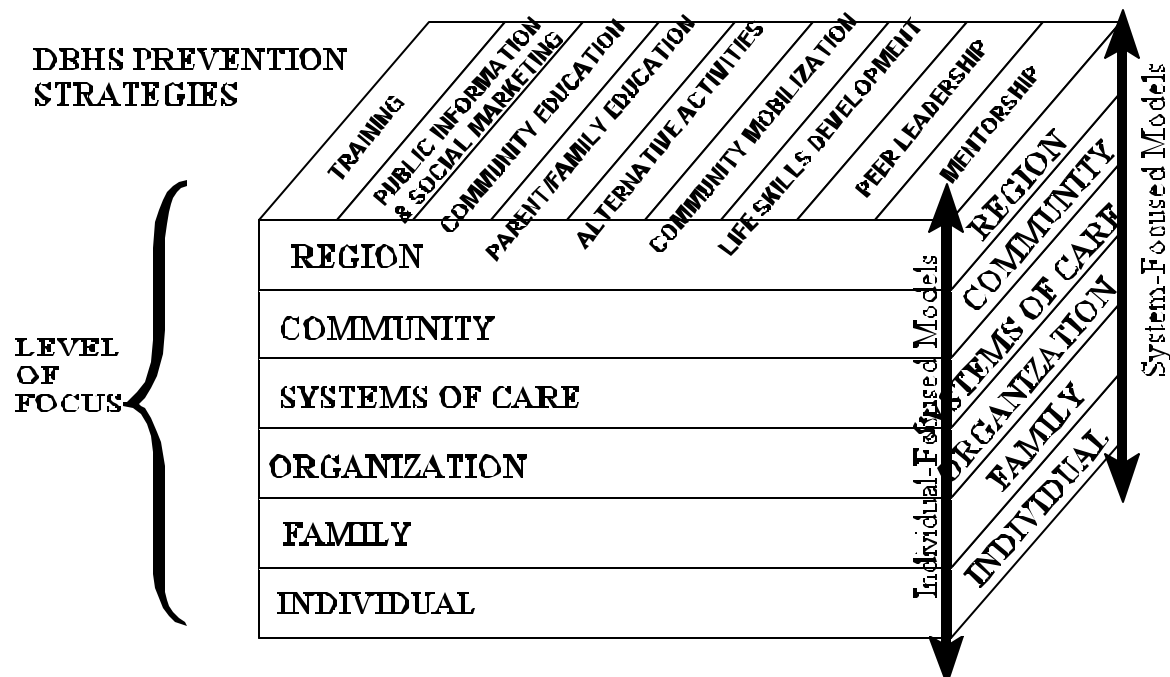 DBHS PREVENTION
STRATEGIES
TRAINING
PUBLIC INFORMATION
& SOCIAL MARKETING
COMMUNITY EDUCATION
PARENT/FAMILY EDUCATION
ALTERNATIVE ACTIVITIES
COMMUNITY MOBILIZATION
LIFE SKILLS DEVELOPMENT
PEER LEADERSHIP
MENTORSHIP
LEVEL
OF
FOCUS
REGION
COMMUNITY
SYSTEMS OF CARE
ORGANIZATION
FAMILY
INDIVIDUAL
Individual-Focused Models
REGION
COMMUNITY
SYSTEMS OF CARE
ORGANIZATION
FAMILY
INDIVIDUAL
System-Focused Models